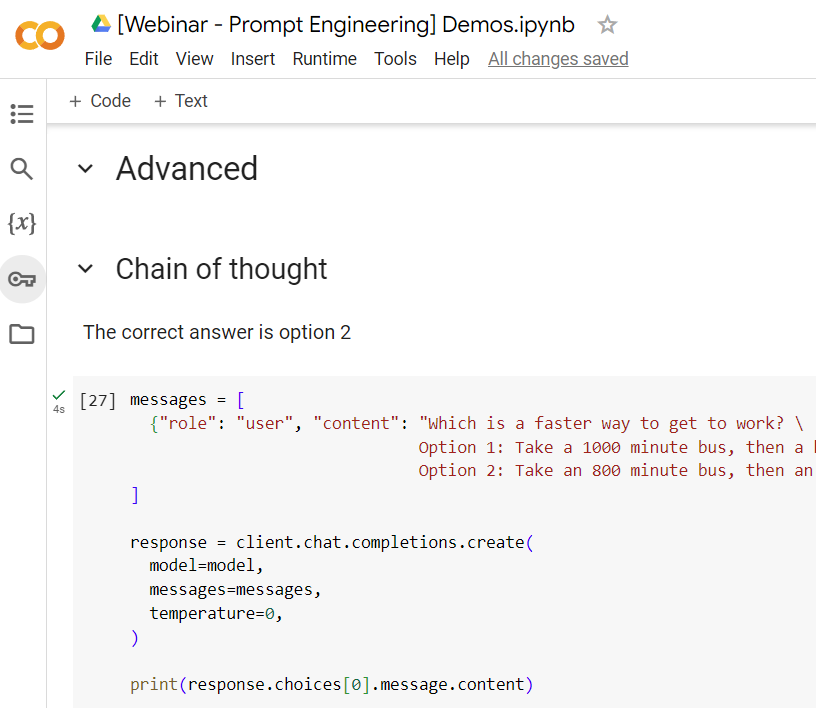 [Webinar - Prompt Engineering] Demos.ipynb
File Edit View Insert Runtime Tools Help All changes saved
+ Code + Text
Advanced
{x}
Chain of thought
The correct answer is option 2
[27] messages = [
4s
{"role": "user", "content": "Which is a faster way to get to work? \
Option 1: Take a 1000 minute bus, then a
Option 2: Take an 800 minute bus, then an
]
response = client.chat.completions.create(
model=model,
messages=messages,
temperature=0,
)
print(response.choices[0].message.content)